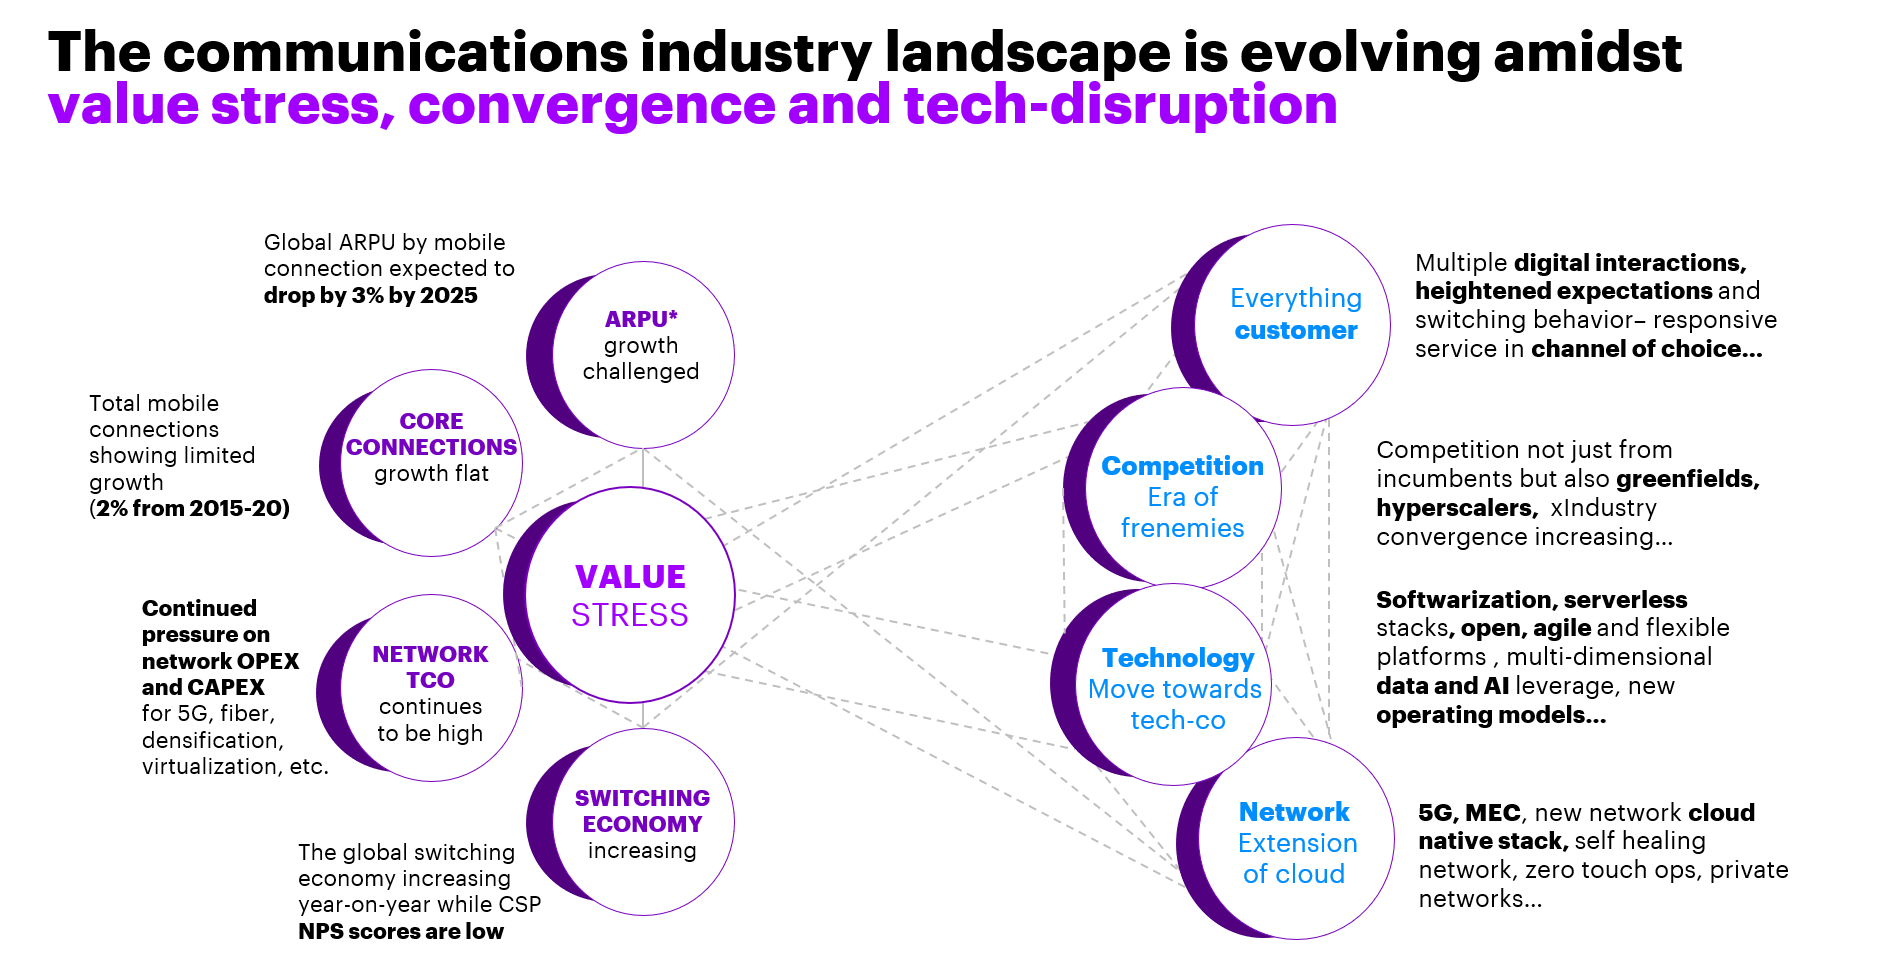 The communications industry landscape is evolving amidst
value stress, convergence and tech-disruption
Global ARPU by mobile
connection expected to
drop by 3% by 2025
ARPU*
growth
challenged
Total mobile
connections
showing limited
growth
(2% from 2015-20)
CORE
CONNECTIONS
growth flat
VALUE
STRESS
Continued
pressure on
network OPEX
and CAPEX
for 5G, fiber,
densification,
virtualization, etc.
NETWORK
TCO
continues
to be high
The global switching
economy increasing
year-on-year while CSP
NPS scores are low
SWITCHING
ECONOMY
increasing
Everything
customer
Multiple digital interactions,
heightened expectations and
switching behavior– responsive
service in channel of choice...
Competition
Era of
frenemies
Competition not just from
incumbents but also greenfields,
hyperscalers, xIndustry
convergence increasing...
Technology
Move towards
tech-co
Softwarization, serverless
stacks, open, agile and flexible
platforms , multi-dimensional
data and AI leverage, new
operating models...
Network
Extension
of cloud
5G, MEC, new network cloud
native stack, self healing
network, zero touch ops, private
networks...